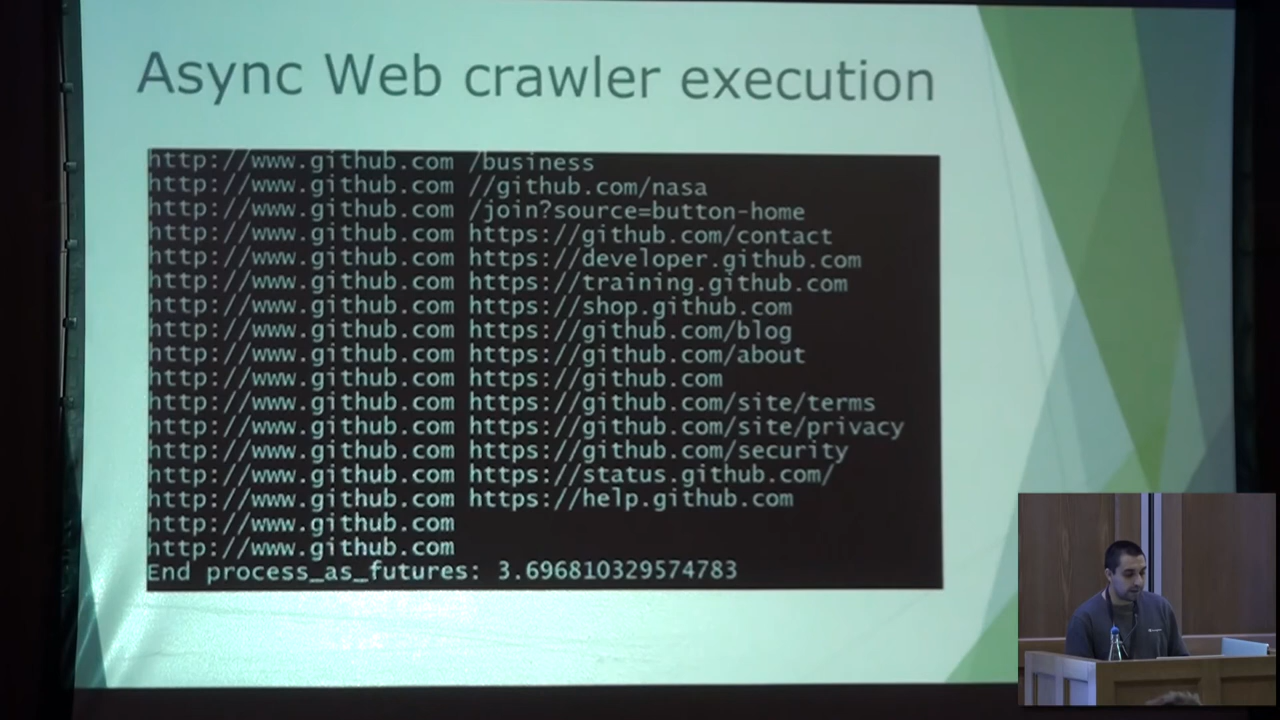 Async Web crawler execution
http://www.github.com /business
http://www.github.com //github.com/nasa
http://www.github.com /join?source=button-home
http://www.github.com https://github.com/contact
http://www.github.com https://developer.github.com
http://www.github.com https://training.github.com
http://www.github.com https://shop.github.com
http://www.github.com https://github.com/blog
http://www.github.com https://github.com/about
http://www.github.com https://github.com
http://www.github.com https://github.com/site/terms
http://www.github.com https://github.com/site/privacy
http://www.github.com https://github.com/security
http://www.github.com https://status.github.com/
http://www.github.com https://help.github.com
http://www.github.com
http://www.github.com
End process_as_futures: 3.696810329574783